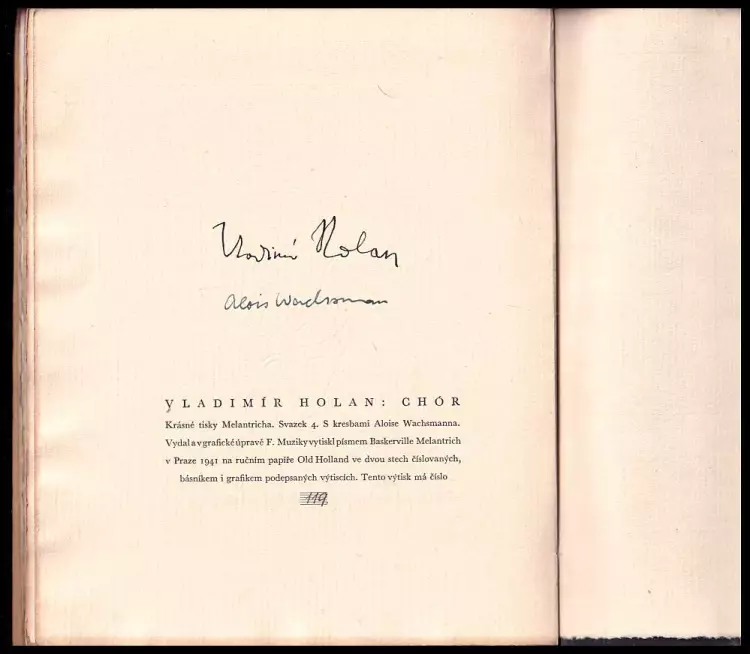 Vladimír Holan
Alois Wachsman
VLADIMÍR HOLAN: CHÓR
Krásné tisky Melantricha. Svazek 4. S kresbami Aloise Wachsmanna.
Vydal a v grafické úpravě F. Muziky vytiskl písmem Baskerville Melantrich
v Praze 1941 na ručním papíře Old Holland ve dvou stech číslovaných,
básníkem i grafikem podepsaných výtiscích. Tento výtisk má číslo
119